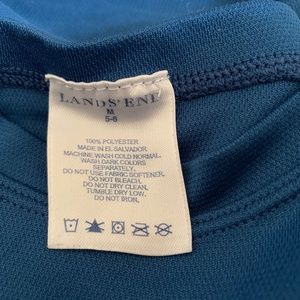 LANDS' END
M
5-6
100% POLYESTER
MADE IN EL SALVADOR.
MACHINE WASH COLD NORMAL.
WASH DARK COLORS
SEPARATELY.
DO NOT USE FABRIC SOFTENER.
DO NOT BLEACH.
DO NOT DRY CLEAN.
TUMBLE DRY LOW.
DO NOT IRON.